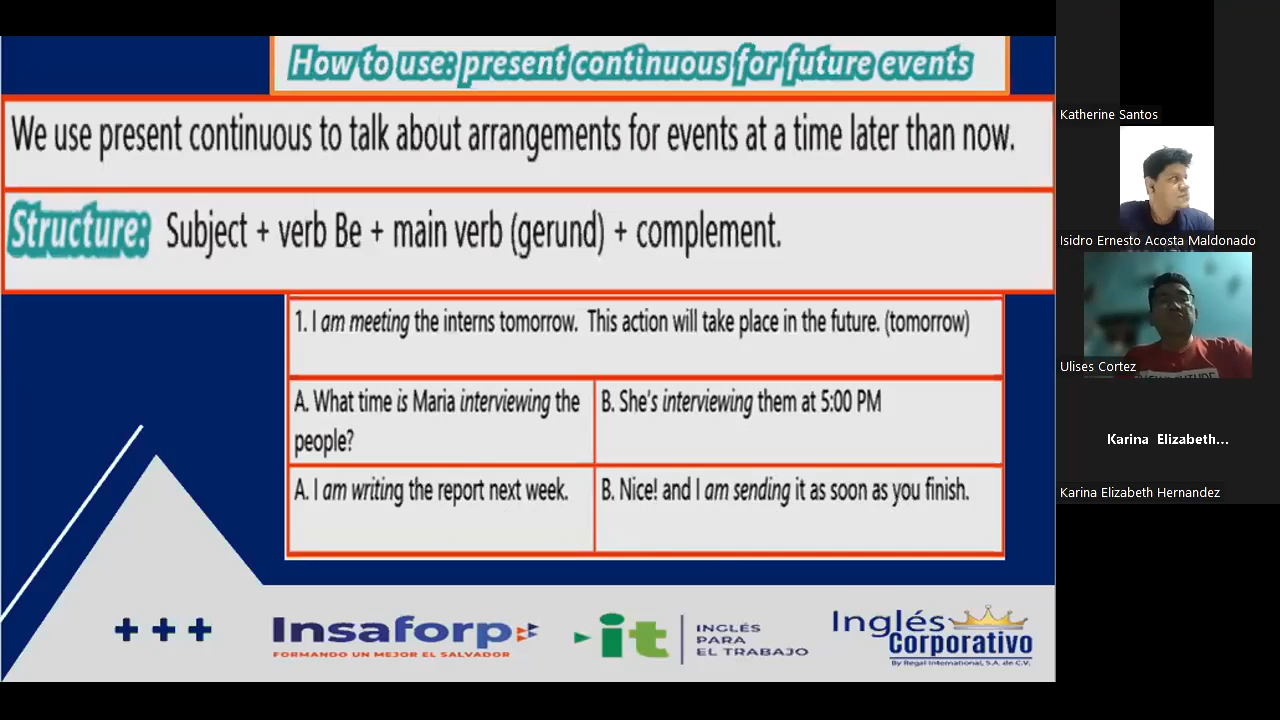 How to use: present continuous for future events
We use present continuous to talk about arrangements for events at a time later than now.
Structure: Subject + verb Be + main verb (gerund) + complement.
1. I am meeting the interns tomorrow. This action will take place in the future. (tomorrow)
A. What time is Maria interviewing the
people?
B. She's interviewing them at 5:00 PM
A. I am writing the report next week.
B. Nice! and I am sending it as soon as you finish.
+ + +
Insaforp
FORMANDO UN MEJOR EL SALVADOR
it
INGLÉS
PARA
EL TRABAJO
Inglés
Corporativo
By Regal International, S.A. de C.V.
Katherine Santos
Isidro Ernesto Acosta Maldonado
Ulises Cortez
Karina Elizabeth...
Karina Elizabeth Hernandez